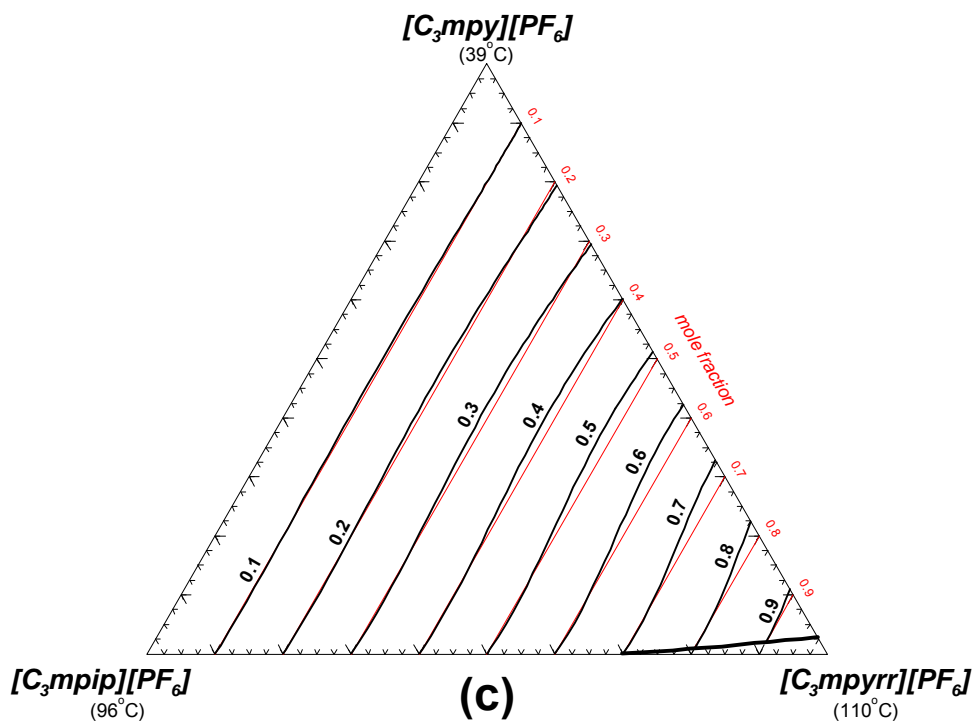 [C₃mpy][PF₆]
(39°C)
0.1
0.2
0.3
0.4
mole fraction
0.5
0.6
0.7
0.8
0.9
0.1
0.2
0.3
0.4
0.5
0.6
0.7
0.8
0.9
[C₃mpip][PF₆]
(96°C)
(c)
[C₃mpyrr][PF₆]
(110°C)